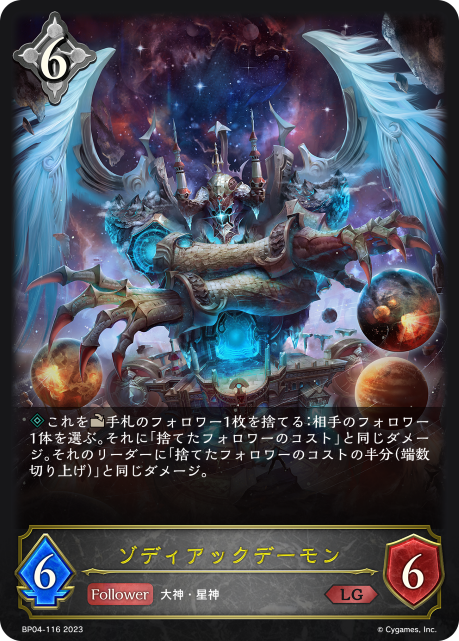 6
これを手札のフォロワー1枚を捨てる:相手のフォロワー
1体を選ぶ。それに「捨てたフォロワーのコスト」と同じダメー
ジ。それのリーダーに「捨てたフォロワーのコストの半分(端数
切り上げ)」と同じダメージ。
ゾディアックデーモン
6
Follower 大神・星神 LG
6
BP04-116 2023 © Cygames, Inc.